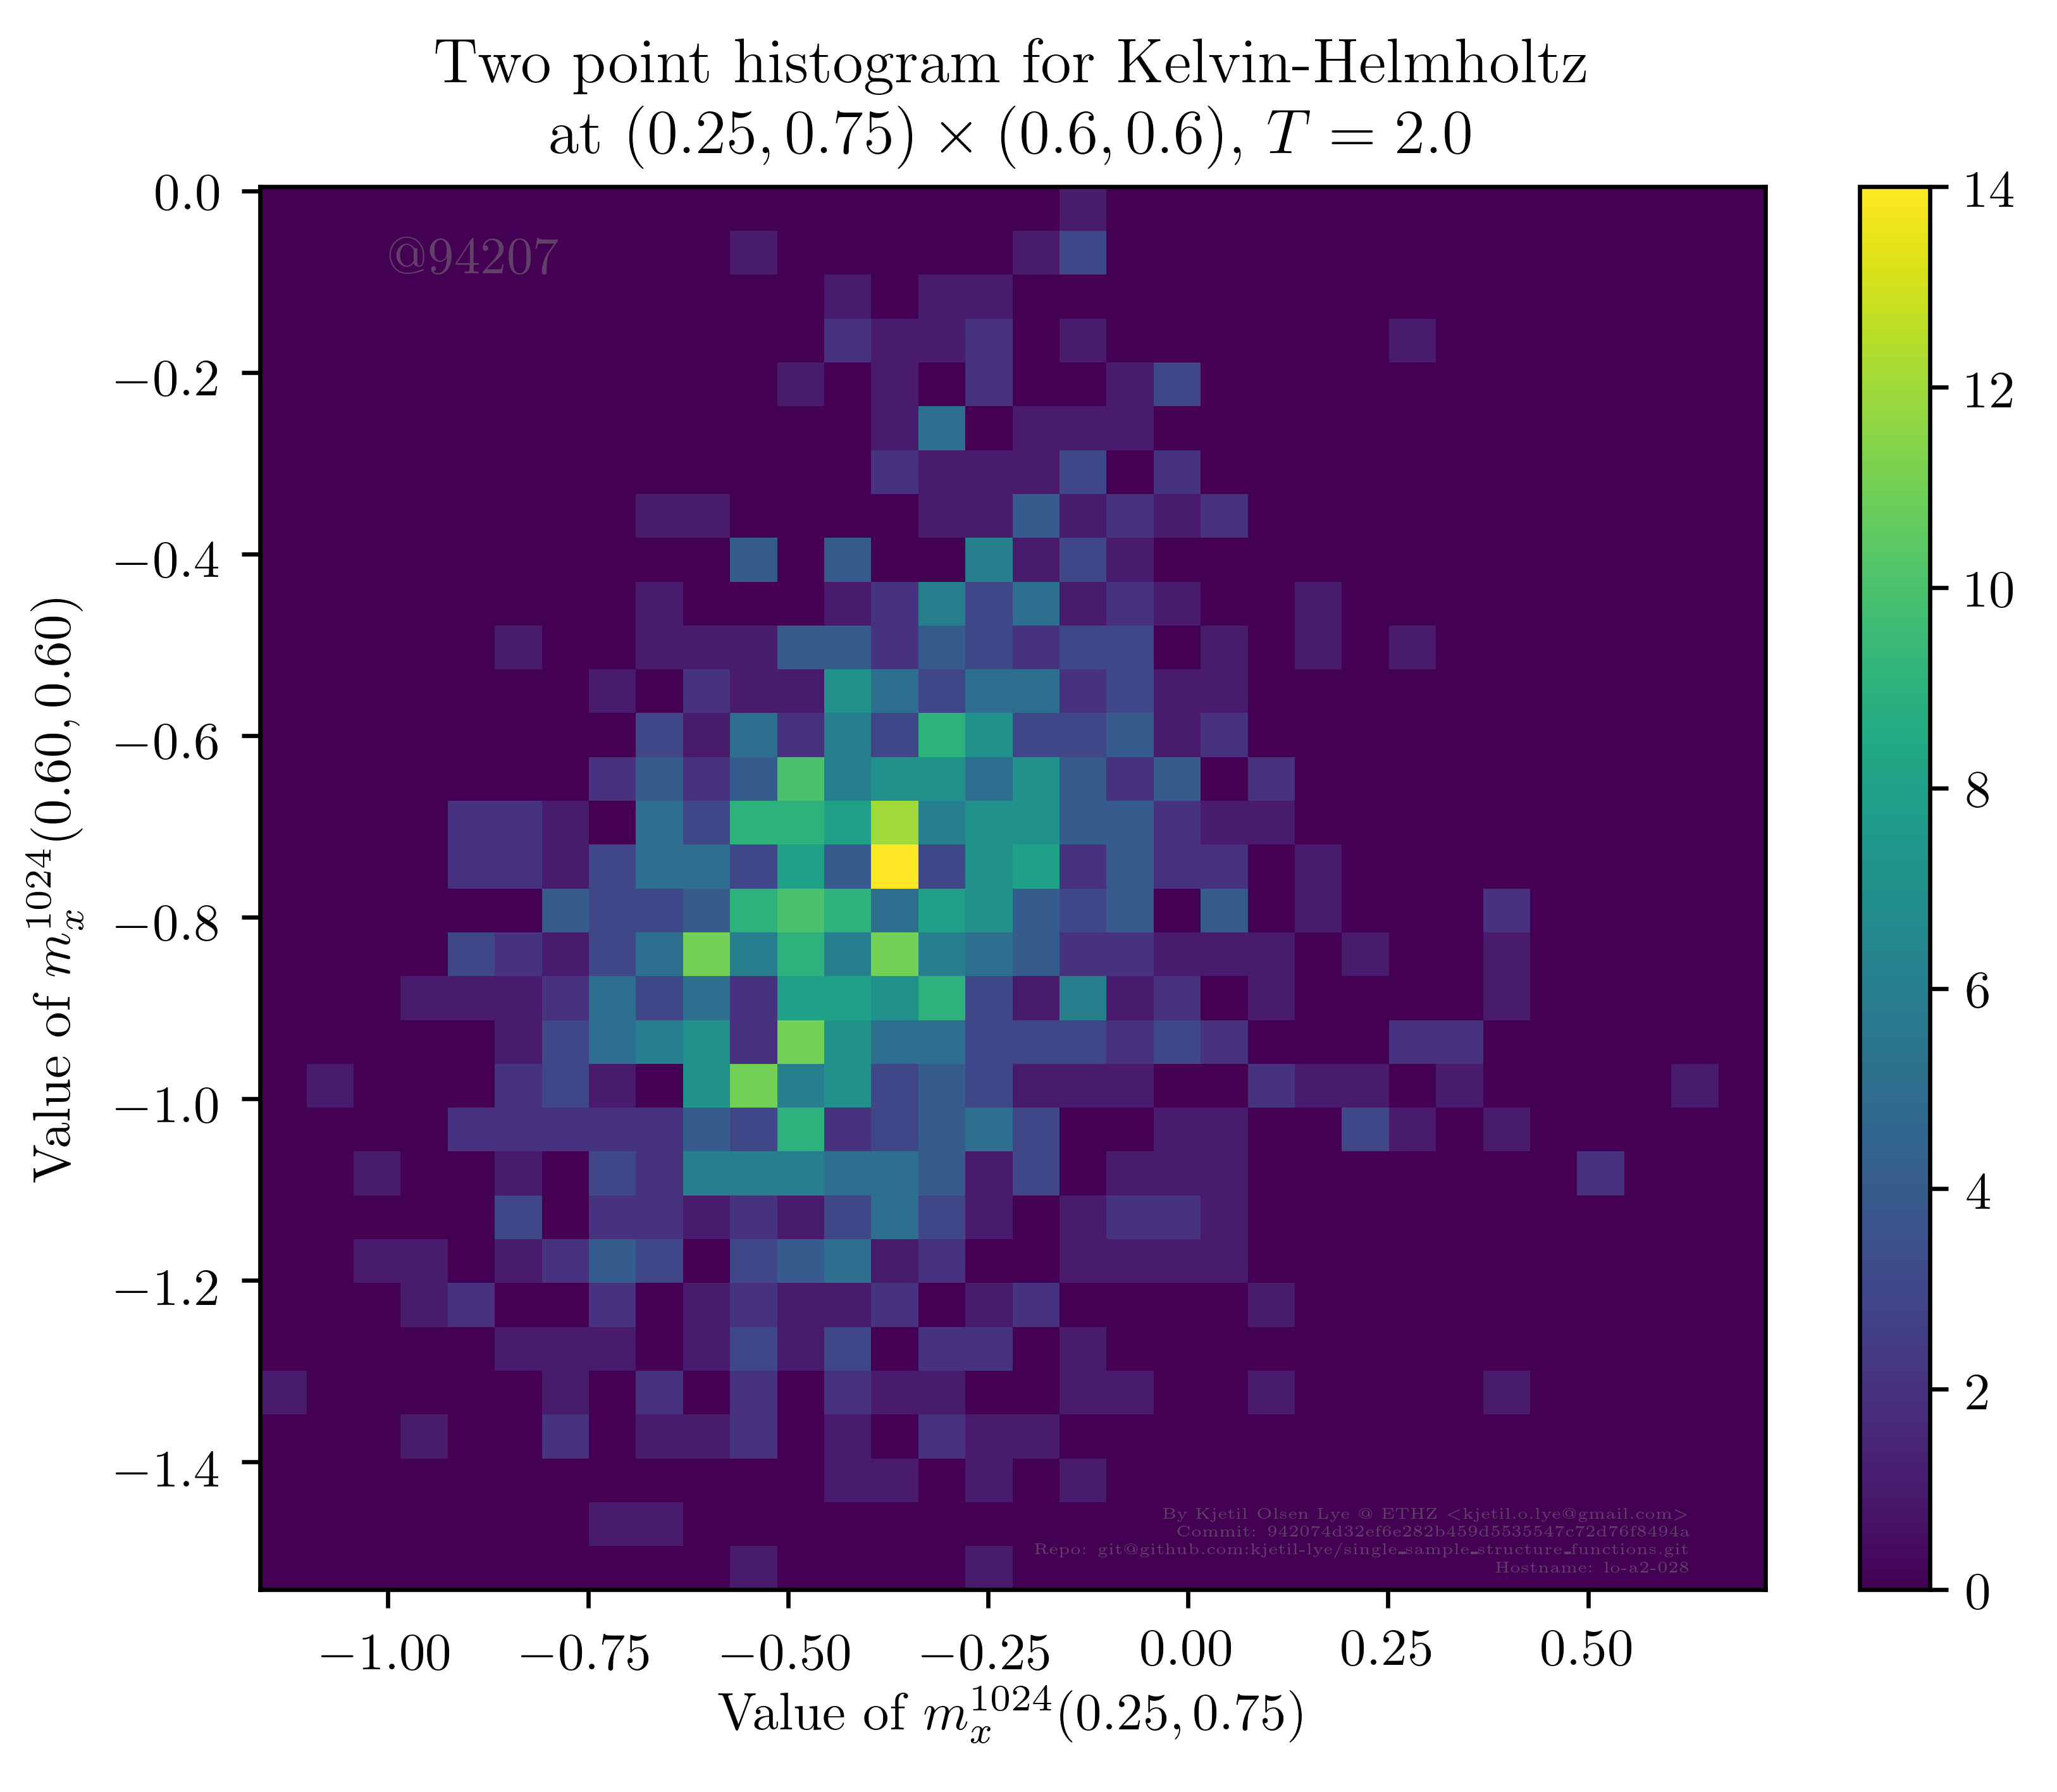 Two point histogram for Kelvin-Helmholtz
at (0.25, 0.75) × (0.6, 0.6), T = 2.0
@94207
0.0
−0.2
−0.4
−0.6
−0.8
−1.0
−1.2
−1.4
Value of m_x^1024(0.60, 0.60)
14
12
10
8
6
4
2
0
By Kjetil Olsen Lye @ ETHZ <kjetil.o.lye@gmail.com>
Commit: 942074d32ef6e282b459d5535547c72d76f8494a
Repo: git@github.com:kjetil-lye/single_sample_structure_functions.git
Hostname: lo-a2-028
−1.00 −0.75 −0.50 −0.25 0.00 0.25 0.50
Value of m_x^1024(0.25, 0.75)